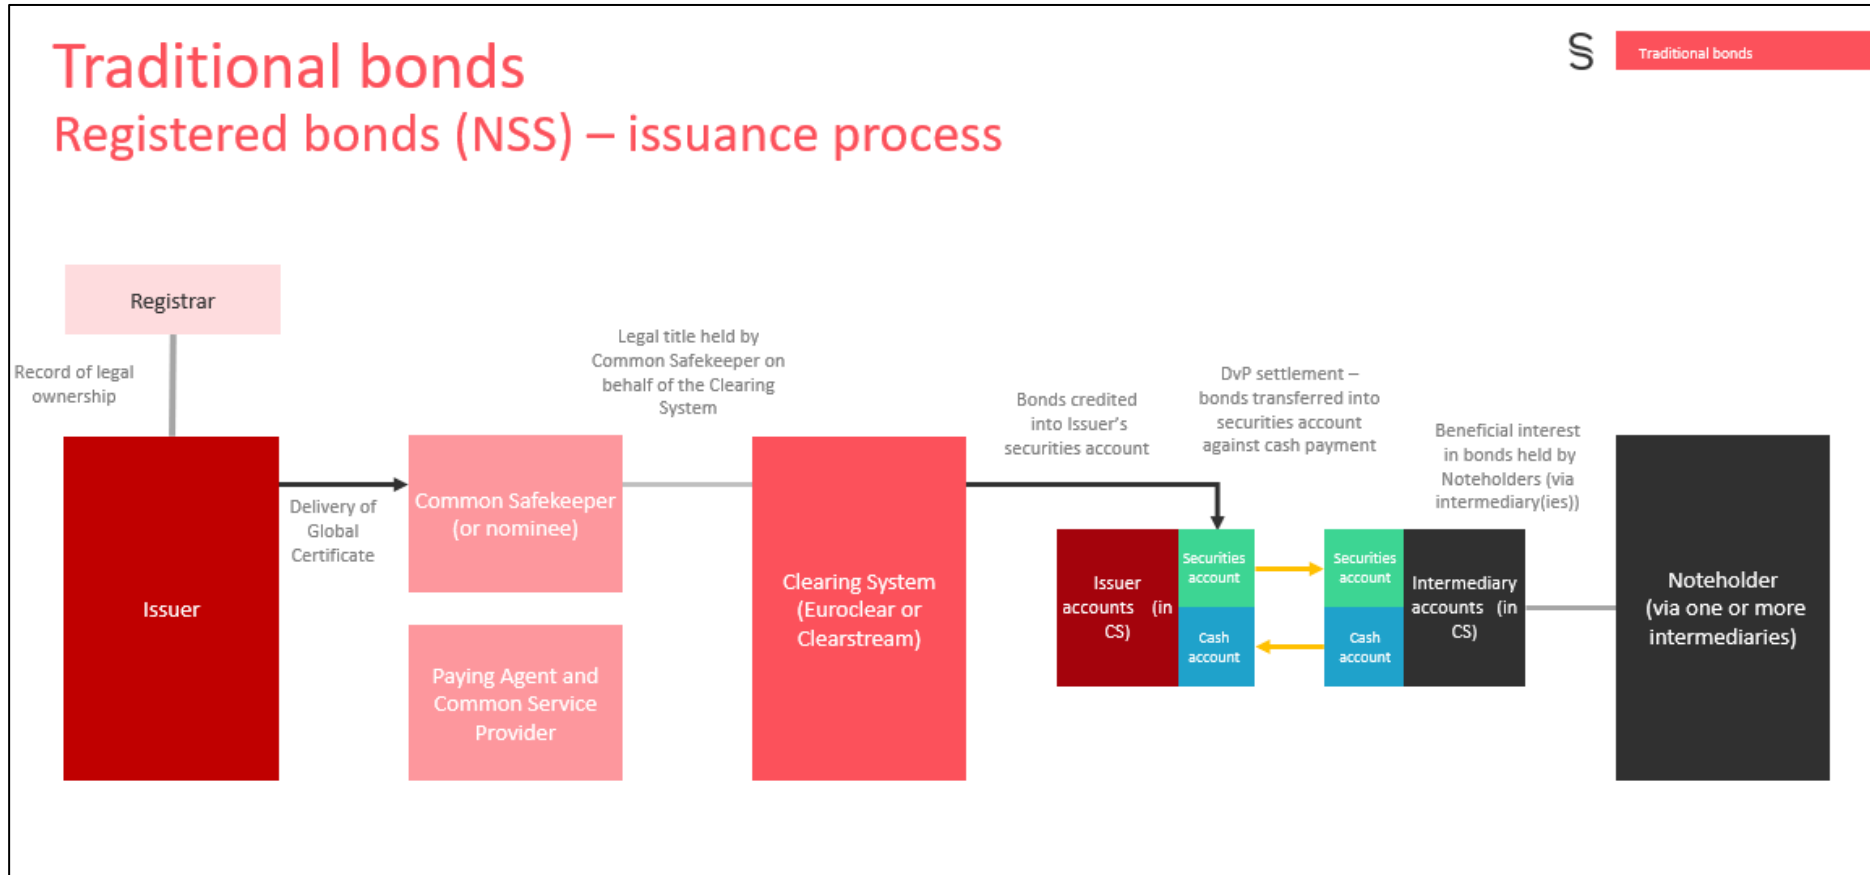 Traditional bonds
Registered bonds (NSS) – issuance process
S
Traditional bonds
Registrar
Record of legal
ownership
Issuer
Delivery of
Global
Certificate
Common Safekeeper
(or nominee)
Paying Agent and
Common Service
Provider
Legal title held by
Common Safekeeper on
behalf of the Clearing
System
Clearing System
(Euroclear or
Clearstream)
Bonds credited
into Issuer's
securities account
Issuer
accounts (in
CS)
Securities
account
Cash
account
DvP settlement –
bonds transferred into
securities account
against cash payment
Securities
account
Cash
account
Intermediary
accounts (in
CS)
Beneficial interest
in bonds held by
Noteholders (via
intermediary(ies))
Noteholder
(via one or more
intermediaries)